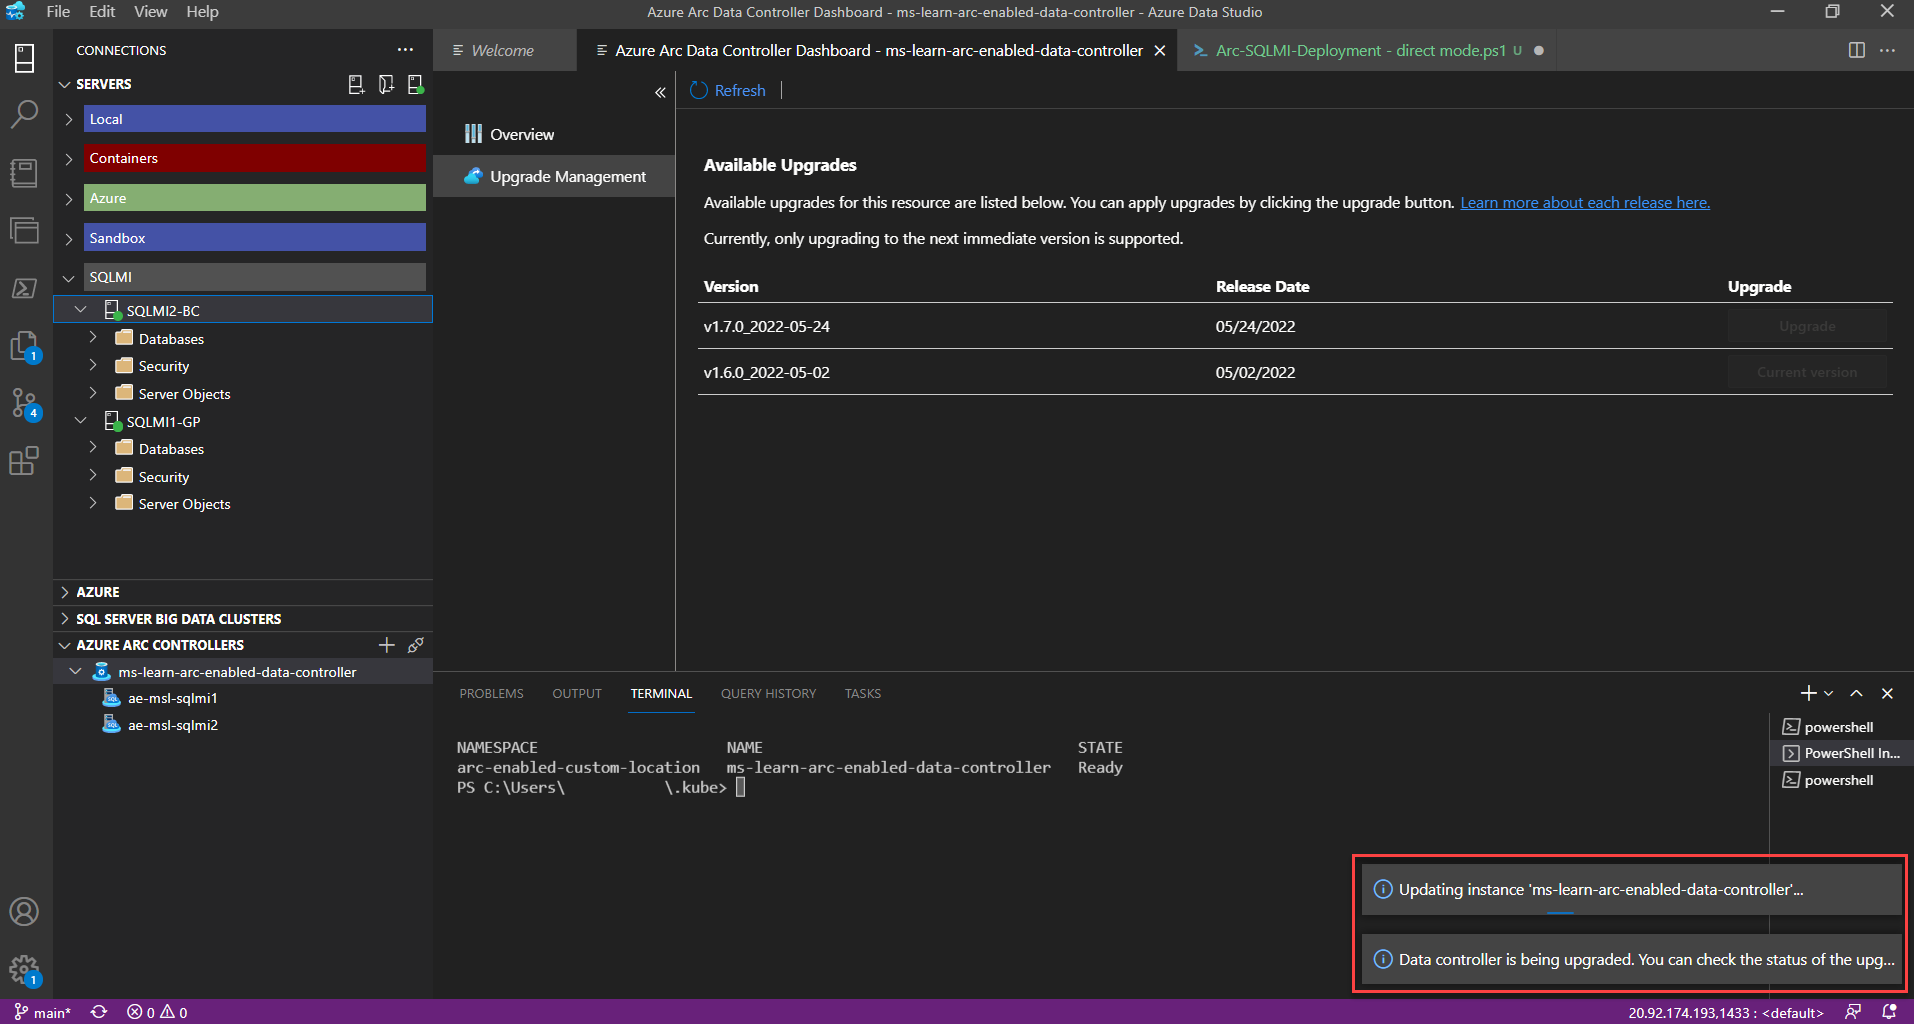 File Edit View Help
Azure Arc Data Controller Dashboard - ms-learn-arc-enabled-data-controller - Azure Data Studio
CONNECTIONS
Welcome
Azure Arc Data Controller Dashboard - ms-learn-arc-enabled-data-controller
Arc-SQLMI-Deployment - direct mode.ps1 U
SERVERS
Local
Containers
Azure
Sandbox
SQLMI
SQLMI2-BC
Databases
Security
Server Objects
SQLMI1-GP
Databases
Security
Server Objects
AZURE
SQL SERVER BIG DATA CLUSTERS
AZURE ARC CONTROLLERS
ms-learn-arc-enabled-data-controller
ae-msl-sqlmi1
ae-msl-sqlmi2
1
4
1
Overview
Upgrade Management
Refresh
Available Upgrades
Available upgrades for this resource are listed below. You can apply upgrades by clicking the upgrade button. Learn more about each release here.
Currently, only upgrading to the next immediate version is supported.
Version Release Date Upgrade
v1.7.0_2022-05-24 05/24/2022 Upgrade
v1.6.0_2022-05-02 05/02/2022 Current version
PROBLEMS OUTPUT TERMINAL QUERY HISTORY TASKS
NAMESPACE NAME STATE
arc-enabled-custom-location ms-learn-arc-enabled-data-controller Ready
PS C:\Users\ \.kube>
powershell
PowerShell In...
powershell
Updating instance 'ms-learn-arc-enabled-data-controller'...
Data controller is being upgraded. You can check the status of the upg...
main* 0 0
20.92.174.193,1433 : <default>